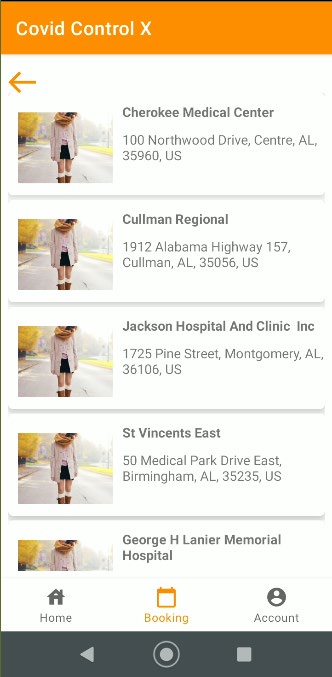 Covid Control X
Cherokee Medical Center
100 Northwood Drive, Centre, AL,
35960, US
Cullman Regional
1912 Alabama Highway 157,
Cullman, AL, 35056, US
Jackson Hospital And Clinic  Inc
1725 Pine Street, Montgomery, AL,
36106, US
St Vincents East
50 Medical Park Drive East,
Birmingham, AL, 35235, US
George H Lanier Memorial
Hospital
Home
Booking
Account